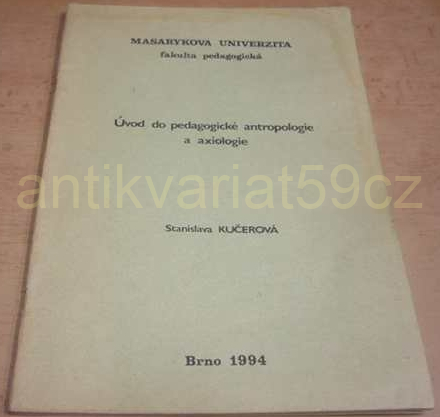 MASARYKOVA UNIVERZITA
fakulta pedagogická
Úvod do pedagogické antropologie
a axiologie
antikvariat59cz
Stanislava KUČEROVÁ
Brno 1994